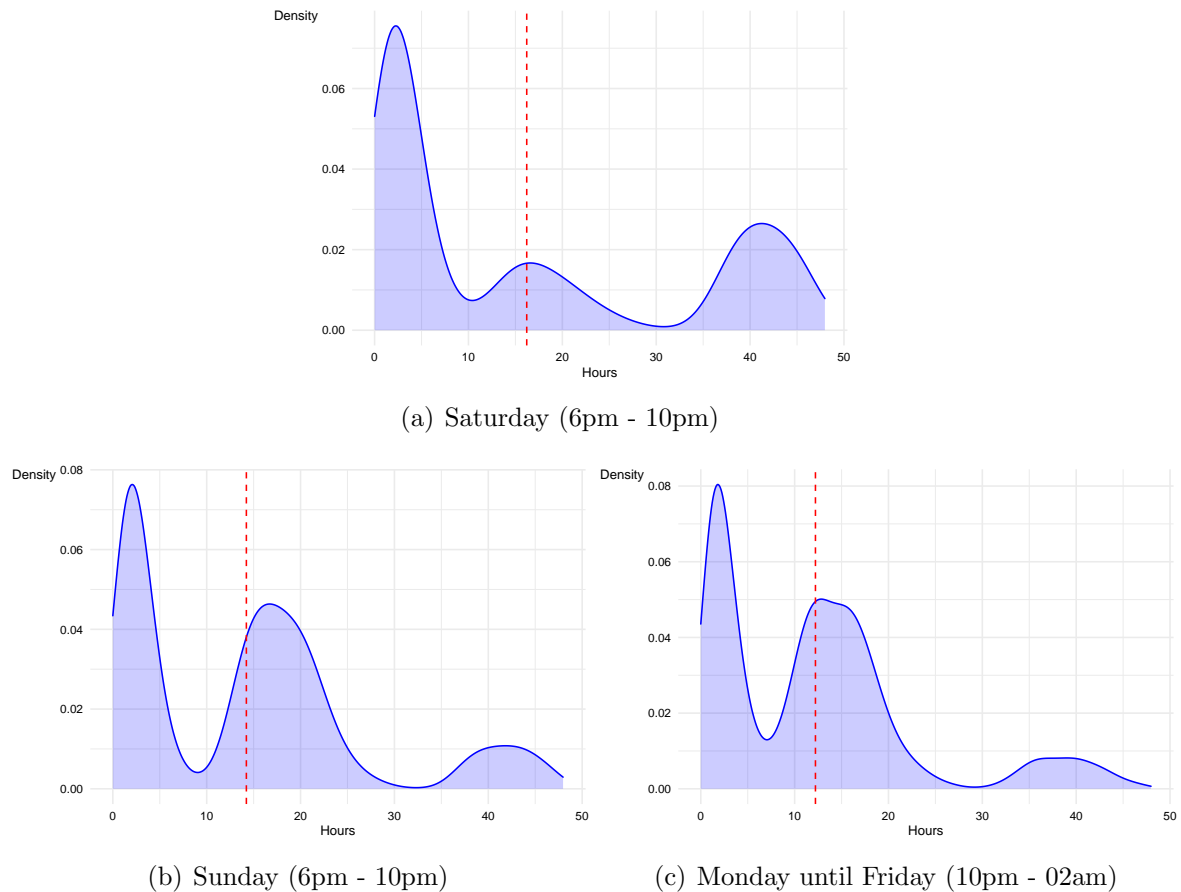 Density
0.06
0.04
0.02
0.00
0 10 20 30 40 50
Hours
(a) Saturday (6pm - 10pm)
Density
0.08
0.06
0.04
0.02
0.00
0 10 20 30 40 50
Hours
(b) Sunday (6pm - 10pm)
Density
0.08
0.06
0.04
0.02
0.00
0 10 20 30 40 50
Hours
(c) Monday until Friday (10pm - 02am)